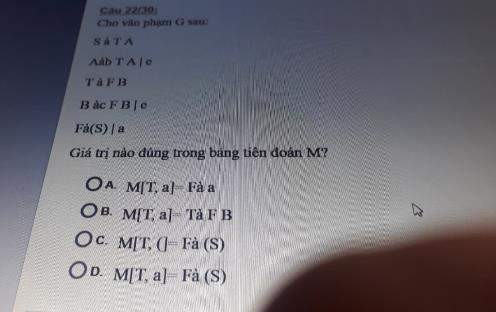 Câu 22/30:
Cho văn phạm G sau:
S à T A
Aàb T A | e
T à F B
B àc F B | e
Fà(S) | a
Giá trị nào đúng trong bảng tiên đoán M?
A. M[T, a]= Fà a
B. M[T, a]= Tà F B
C. M[T, (]= Fà (S)
D. M[T, a]= Fà (S)